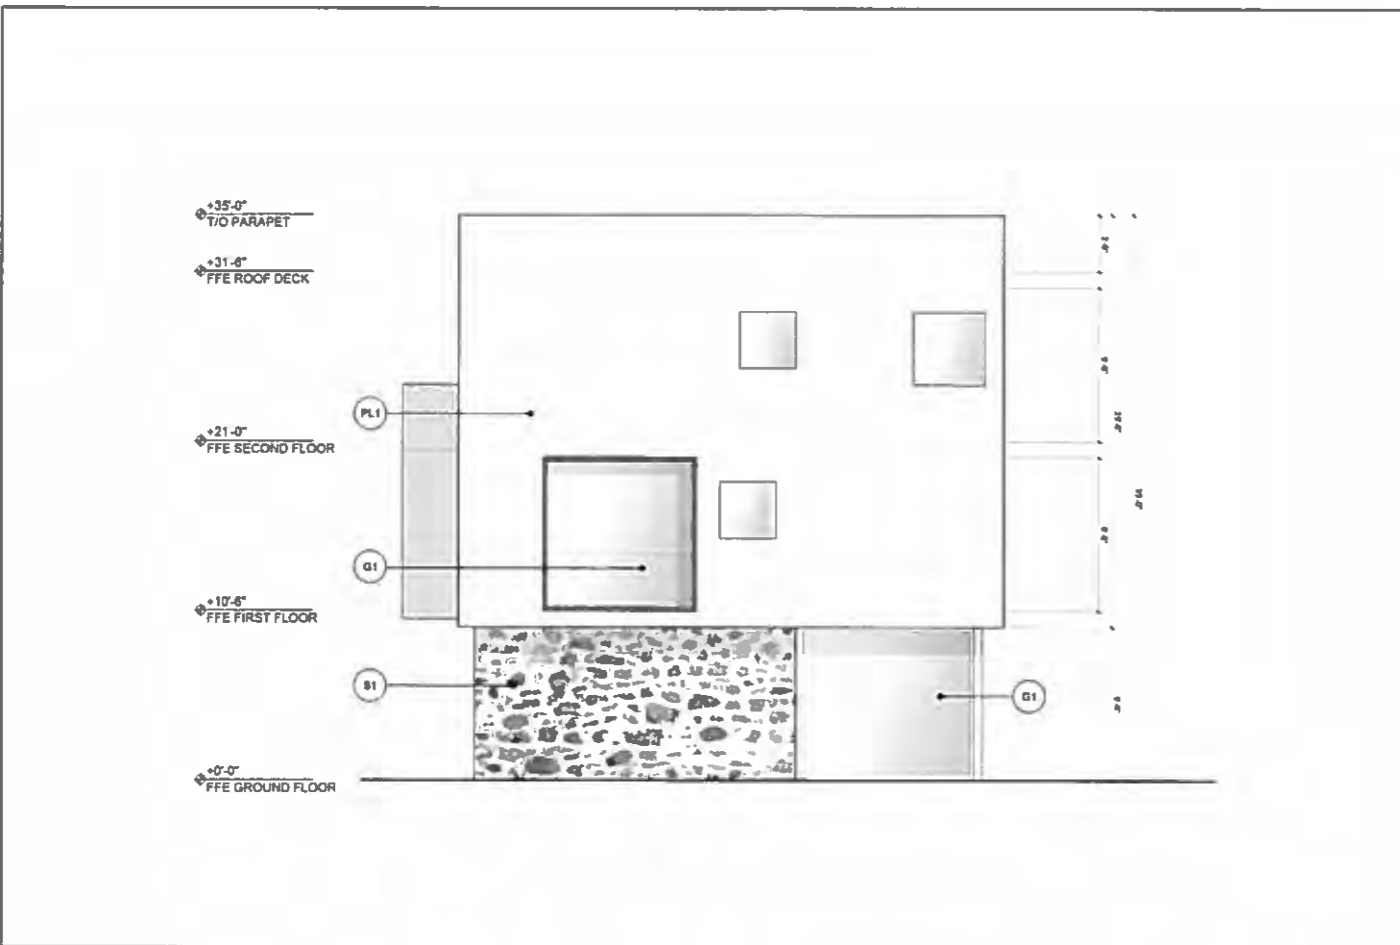 +35'-0"
T/O PARAPET
+31'-6"
FFE ROOF DECK
PL1
+21'-0"
FFE SECOND FLOOR
G1
+10'-6"
FFE FIRST FLOOR
S1
G1
+0'-0"
FFE GROUND FLOOR